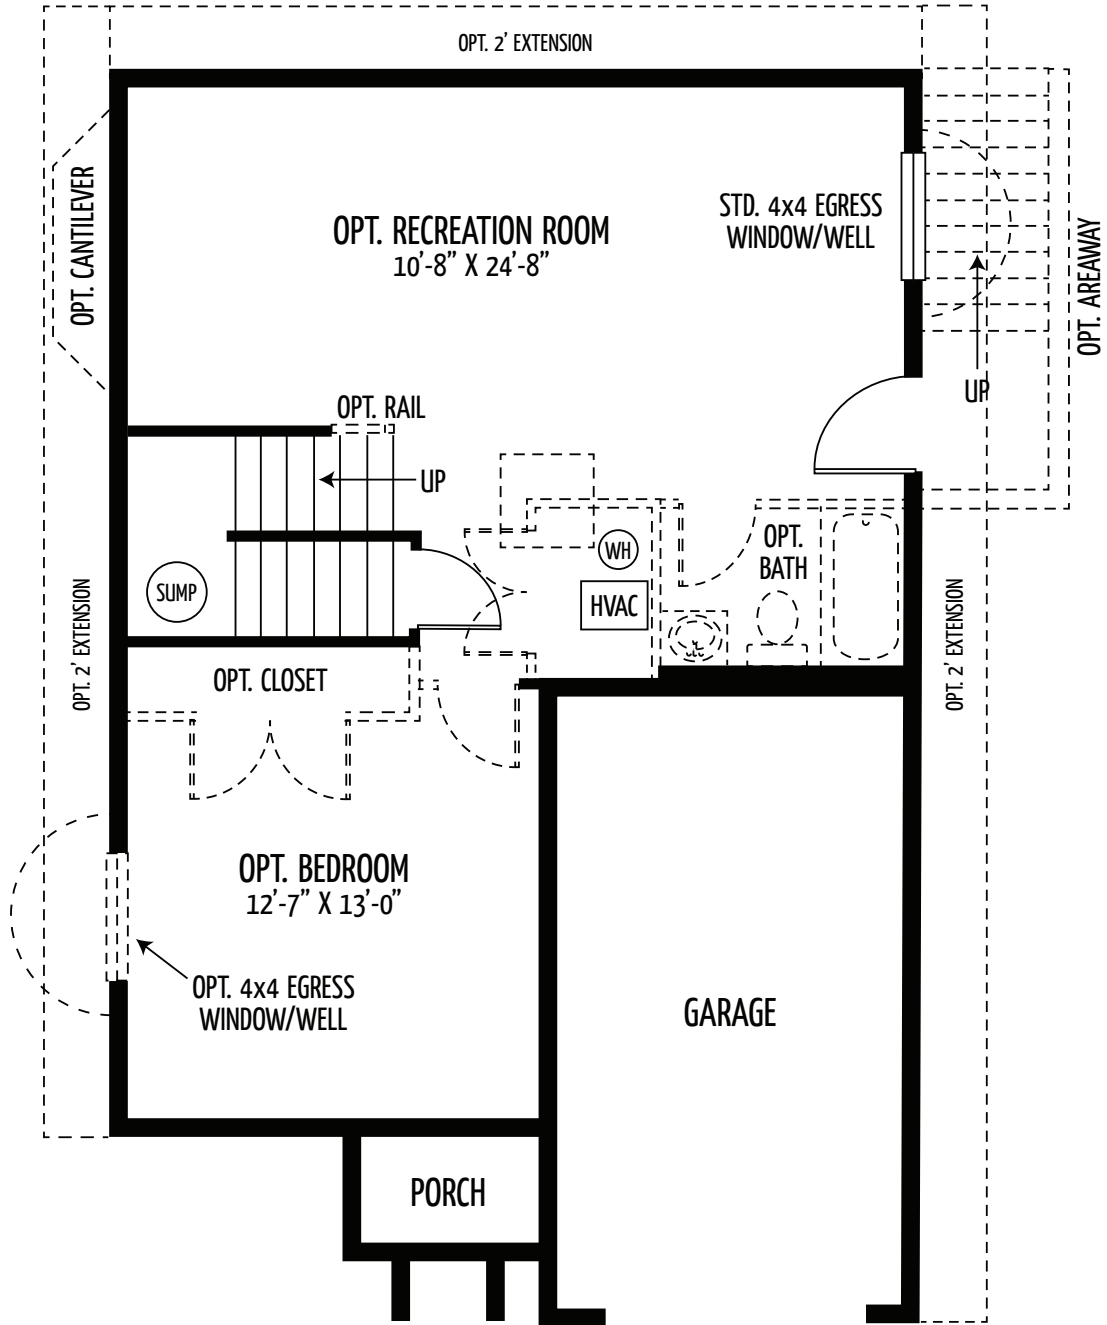 OPT. 2' EXTENSION
OPT. CANTILEVER
OPT. RECREATION ROOM
10'-8" X 24'-8"
STD. 4x4 EGRESS
WINDOW/WELL
OPT. AREAWAY
UP
OPT. RAIL
UP
WH
OPT.
BATH
HVAC
SUMP
OPT. 2' EXTENSION
OPT. 2' EXTENSION
OPT. CLOSET
OPT. BEDROOM
12'-7" X 13'-0"
OPT. 4x4 EGRESS
WINDOW/WELL
GARAGE
PORCH